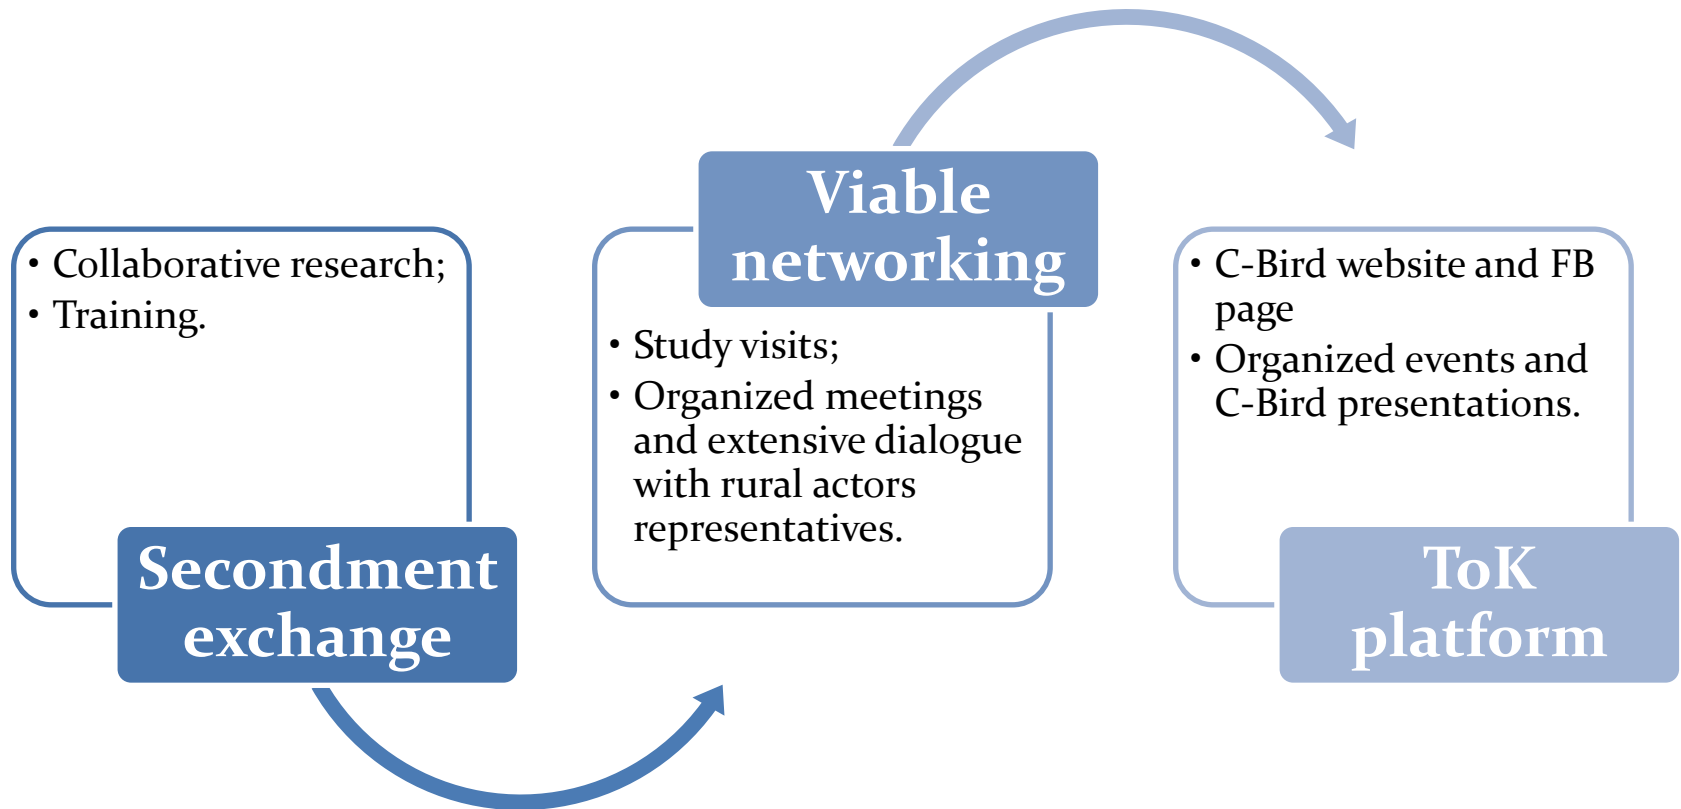 • Collaborative research;
• Training.
Secondment
exchange
Viable
networking
• Study visits;
• Organized meetings
and extensive dialogue
with rural actors
representatives.
• C-Bird website and FB
page
• Organized events and
C-Bird presentations.
ToK
platform